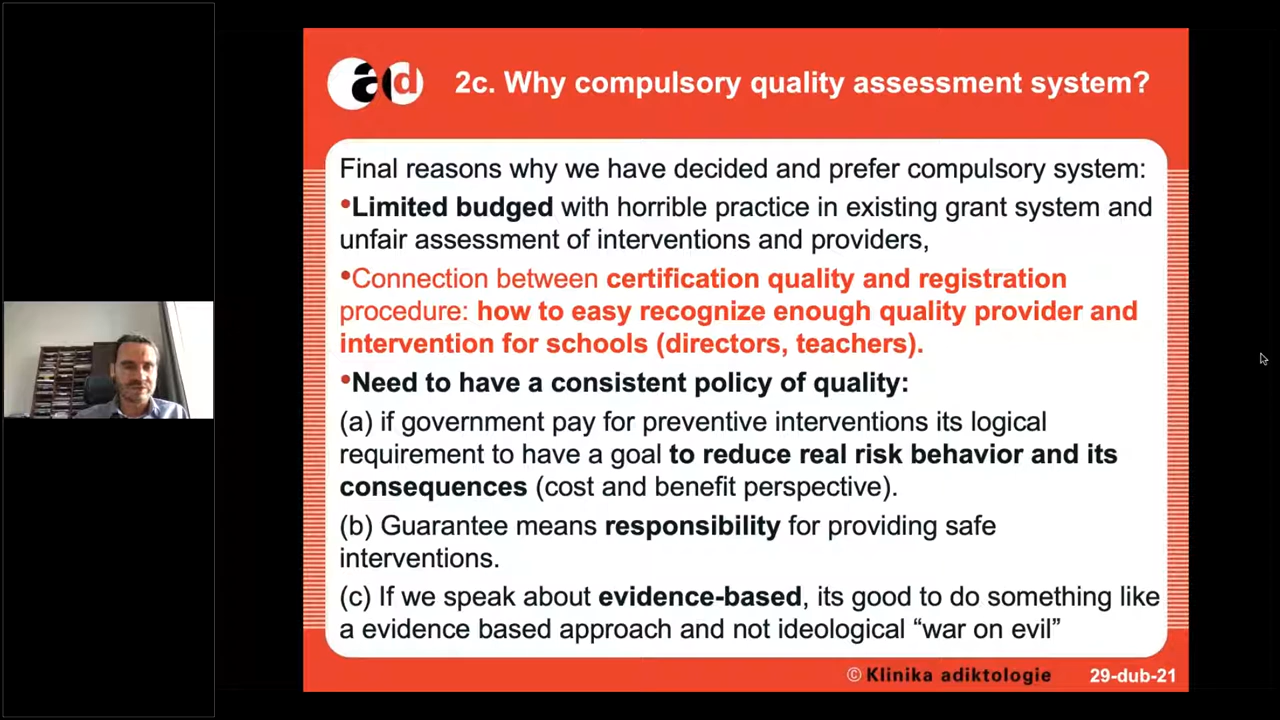 ad
2c. Why compulsory quality assessment system?
Final reasons why we have decided and prefer compulsory system:
•Limited budged with horrible practice in existing grant system and
unfair assessment of interventions and providers,
•Connection between certification quality and registration
procedure: how to easy recognize enough quality provider and
intervention for schools (directors, teachers).
•Need to have a consistent policy of quality:
(a) if government pay for preventive interventions its logical
requirement to have a goal to reduce real risk behavior and its
consequences (cost and benefit perspective).
(b) Guarantee means responsibility for providing safe
interventions.
(c) If we speak about evidence-based, its good to do something like
a evidence based approach and not ideological “war on evil”
© Klinika adiktologie
29-dub-21